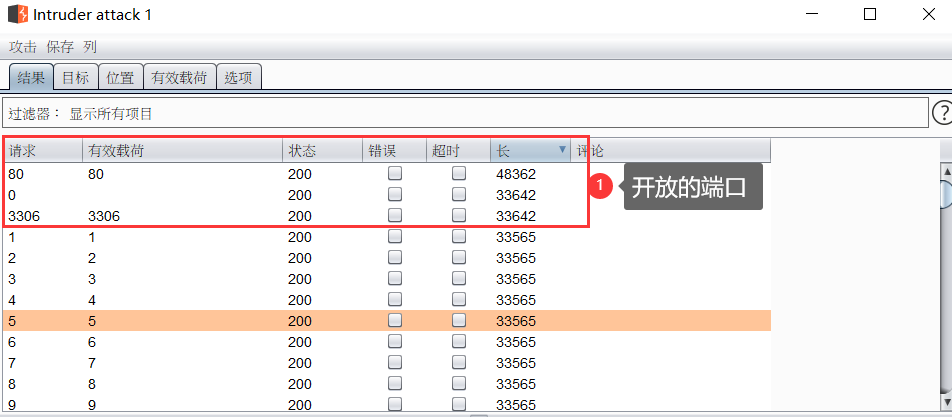 Intruder attack 1
攻击 保存 列
结果 目标 位置 有效载荷 选项
过滤器： 显示所有项目 ?
请求 有效载荷 状态 错误 超时 长 评论
80 80 200 48362
1 开放的端口
0 200 33642
3306 3306 200 33642
1 1 200 33565
2 2 200 33565
3 3 200 33565
4 4 200 33565
5 5 200 33565
6 6 200 33565
7 7 200 33565
8 8 200 33565
9 9 200 33565